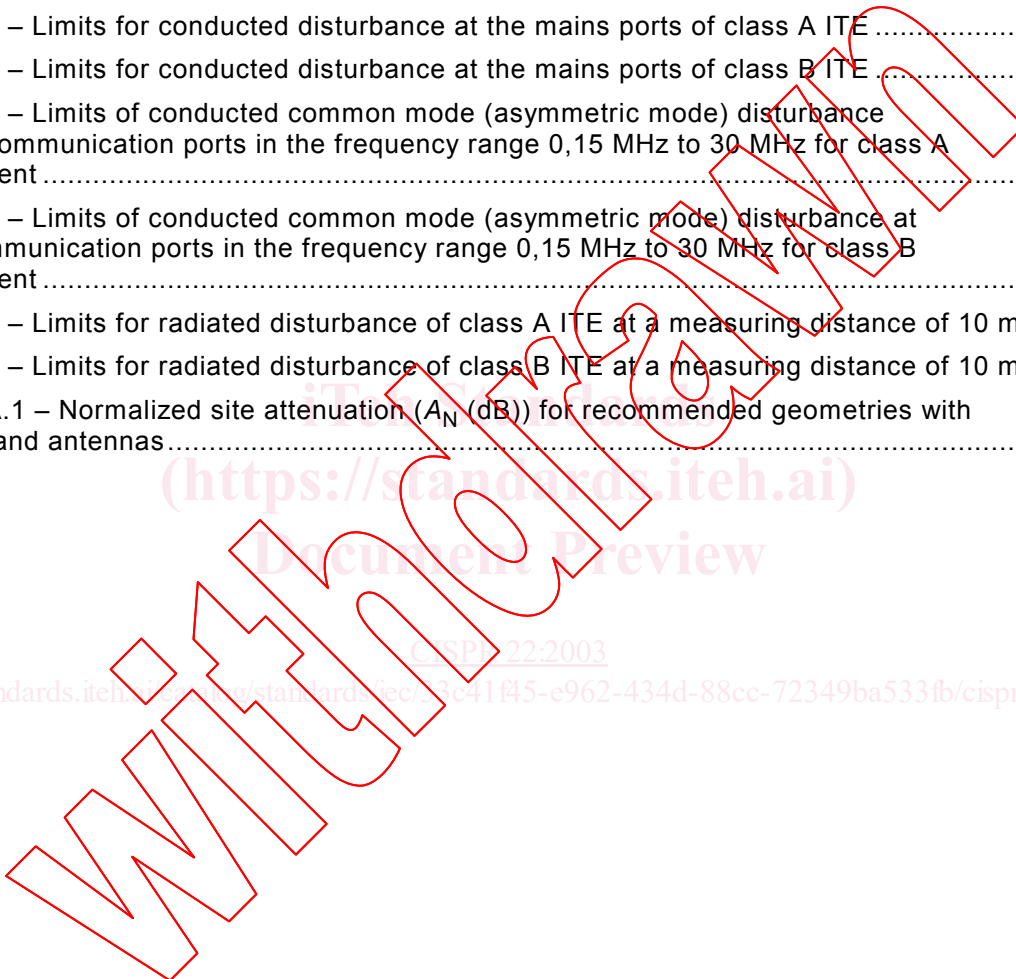 – Limits for conducted disturbance at the mains ports of class A ITE ..................
– Limits for conducted disturbance at the mains ports of class B ITE ..................
– Limits of conducted common mode (asymmetric mode) disturbance
ommunication ports in the frequency range 0,15 MHz to 30 MHz for class A
ent ..................
– Limits of conducted common mode (asymmetric mode) disturbance at
mmunication ports in the frequency range 0,15 MHz to 30 MHz for class B
ent ..................
– Limits for radiated disturbance of class A ITE at a measuring distance of 10 m
– Limits for radiated disturbance of class B ITE at a measuring distance of 10 m
A.1 – Normalized site attenuation (A_N (dB)) for recommended geometries with
and antennas ..................
iTeh Standards
(https://standards.iteh.ai)
Document Preview
CISPR 22:2003
ndards.iteh.ai/catalog/standards/iec/33c41f45-e962-434d-88cc-72349ba533fb/cispr
withdrawn